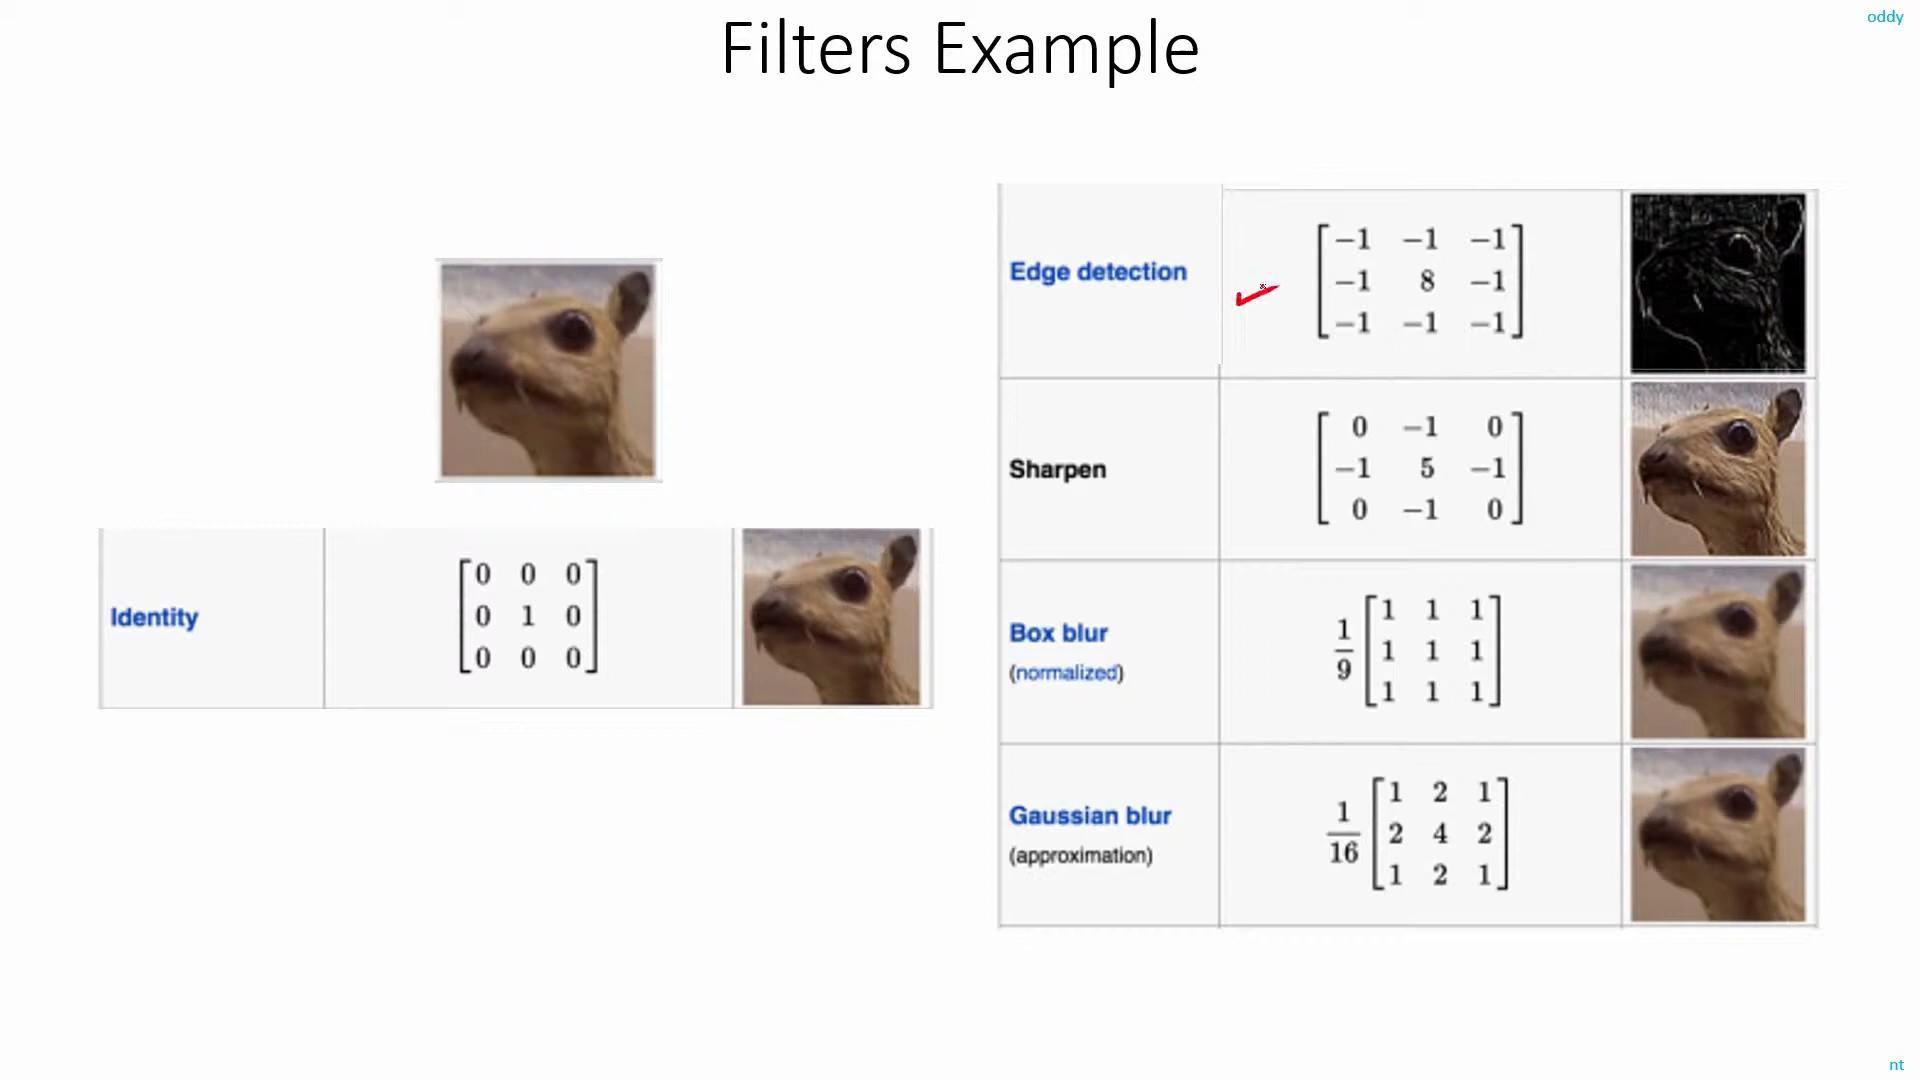 Filters Example
oddy
Identity
0 0 0
0 1 0
0 0 0
Edge detection
−1 −1 −1
−1 8 −1
−1 −1 −1
Sharpen
0 −1 0
−1 5 −1
0 −1 0
Box blur
(normalized)
1
9
1 1 1
1 1 1
1 1 1
Gaussian blur
(approximation)
1
16
1 2 1
2 4 2
1 2 1
nt